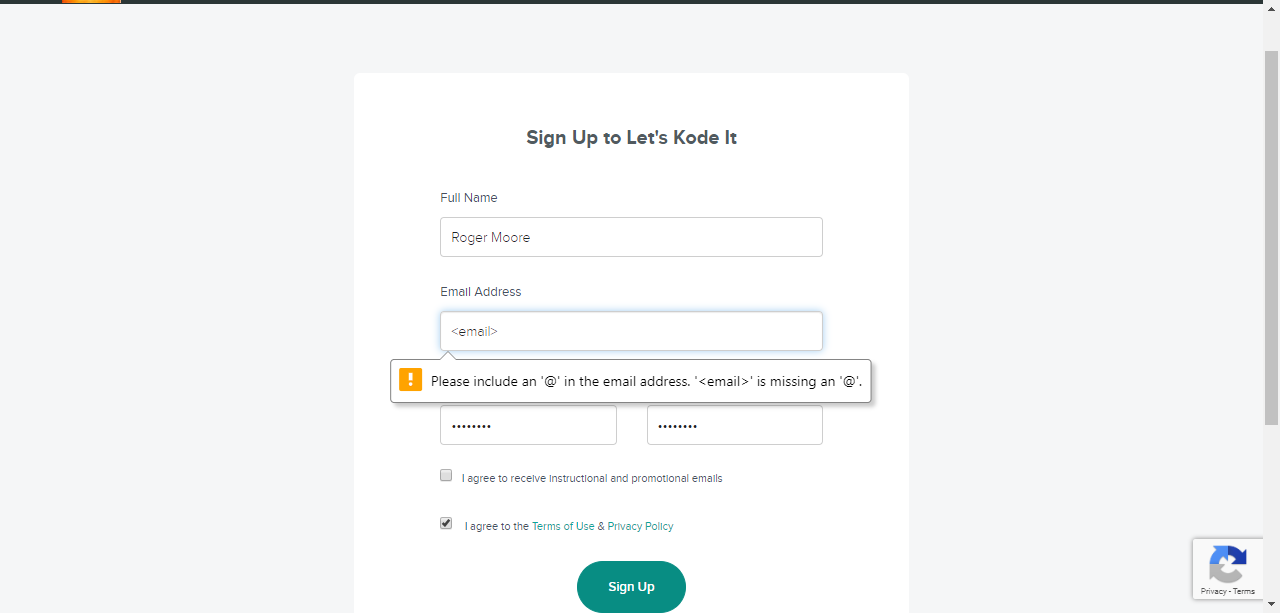 Sign Up to Let's Kode It
Full Name
Roger Moore
Email Address
<email>
Please include an '@' in the email address. '<email>' is missing an '@'.
•••••••• ••••••••
I agree to receive instructional and promotional emails
I agree to the Terms of Use & Privacy Policy
Sign Up
Privacy - Terms